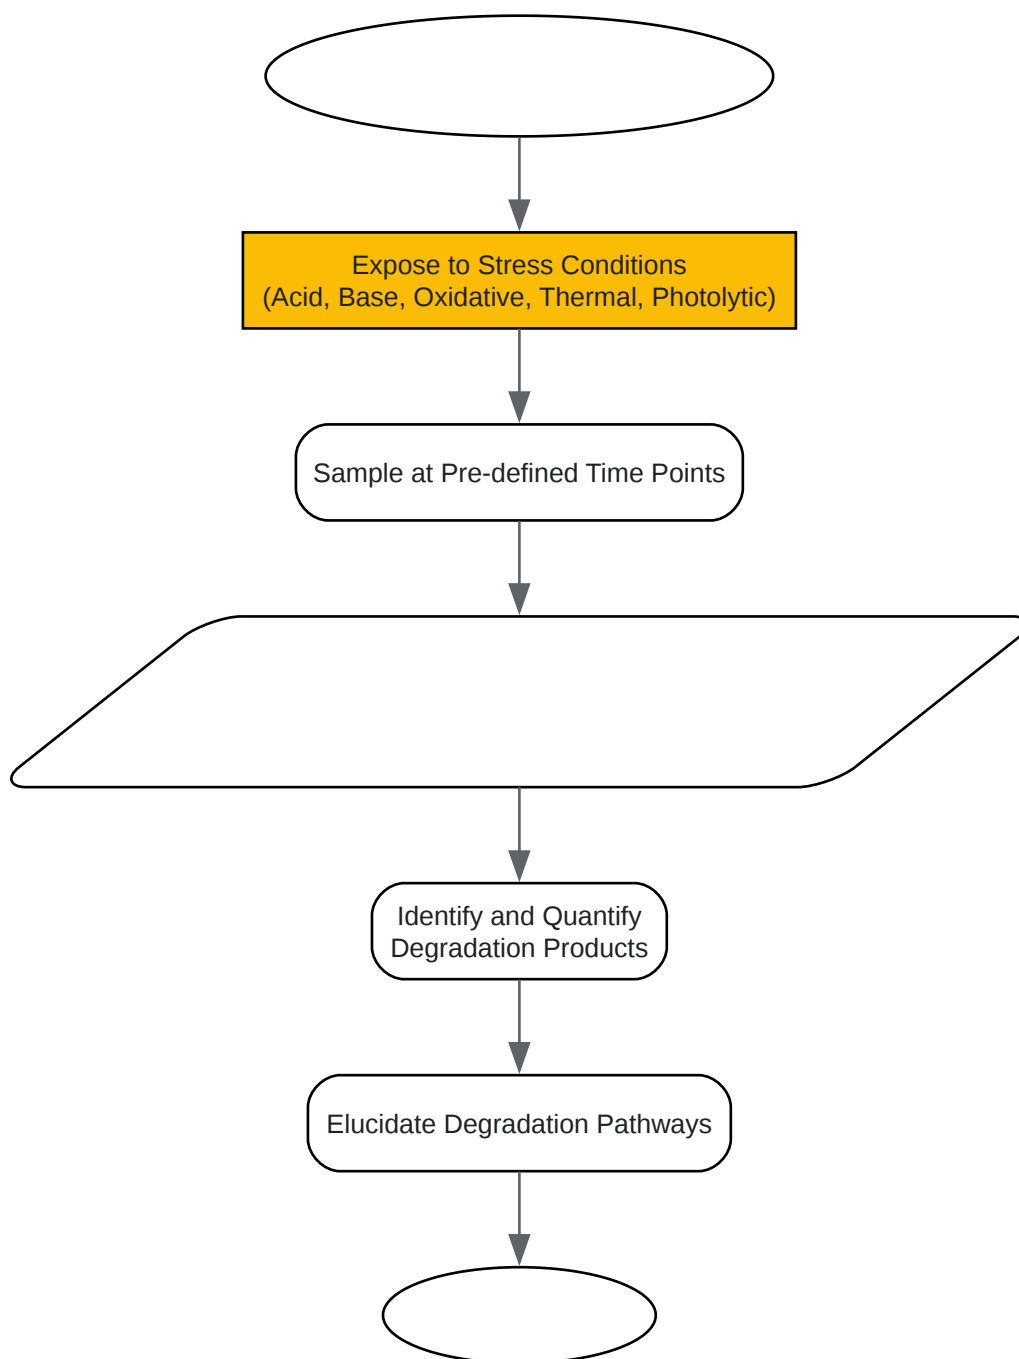 Expose to Stress Conditions
(Acid, Base, Oxidative, Thermal, Photolytic)
Sample at Pre-defined Time Points
Identify and Quantify
Degradation Products
Elucidate Degradation Pathways